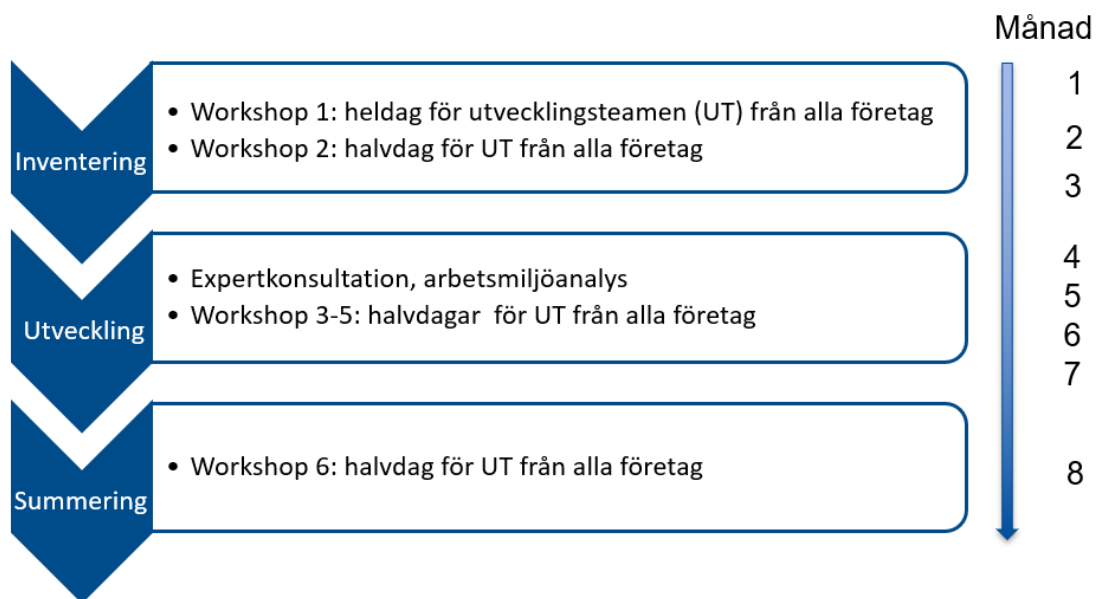 Månad
Inventering
• Workshop 1: heldag för utvecklingsteamen (UT) från alla företag
• Workshop 2: halvdag för UT från alla företag
1
2
3
Utveckling
• Expertkonsultation, arbetsmiljöanalys
• Workshop 3-5: halvdagar  för UT från alla företag
4
5
6
7
Summering
• Workshop 6: halvdag för UT från alla företag
8